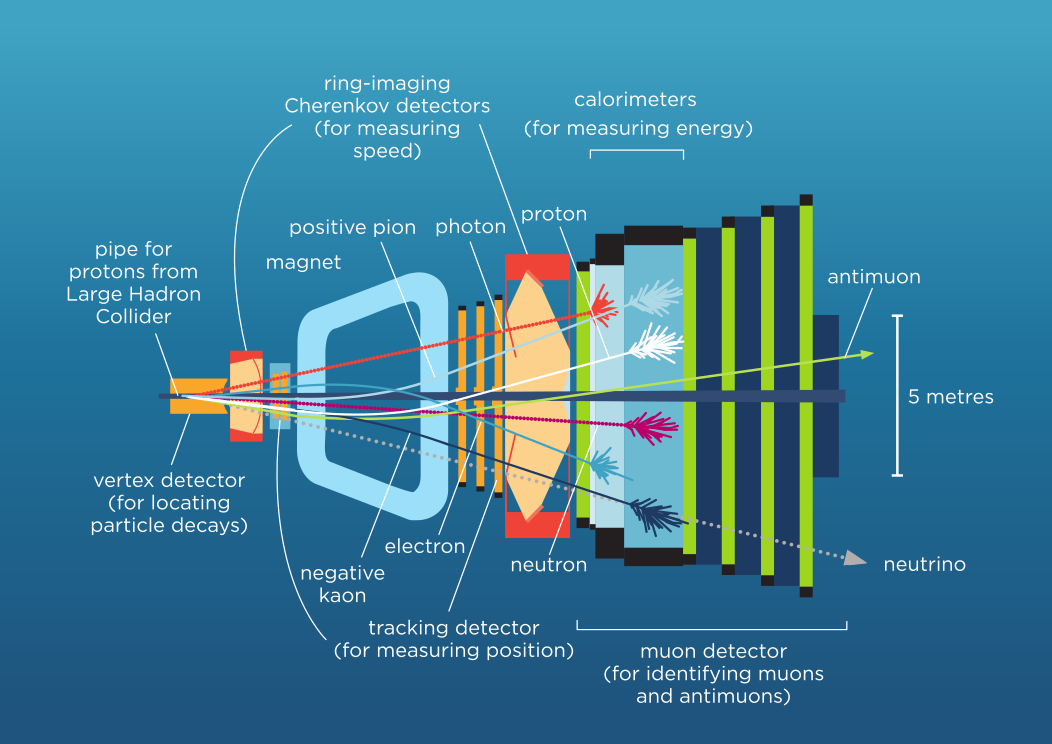 ring-imaging
Cherenkov detectors
(for measuring
speed)
calorimeters
(for measuring energy)
positive pion
photon
proton
magnet
pipe for
protons from
Large Hadron
Collider
antimuon
5 metres
vertex detector
(for locating
particle decays)
electron
negative
kaon
neutron
neutrino
tracking detector
(for measuring position)
muon detector
(for identifying muons
and antimuons)